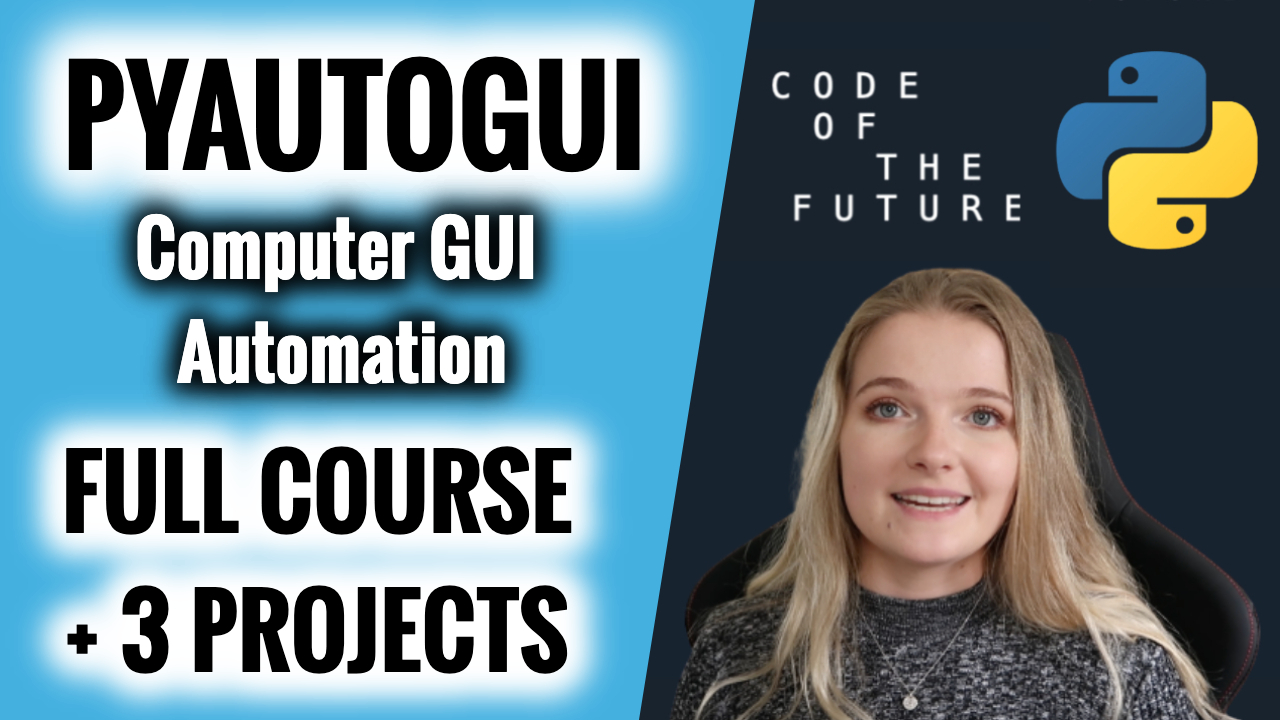 PYAUTOGUI
Computer GUI
Automation
FULL COURSE
+ 3 PROJECTS
CODE
OF
THE
FUTURE